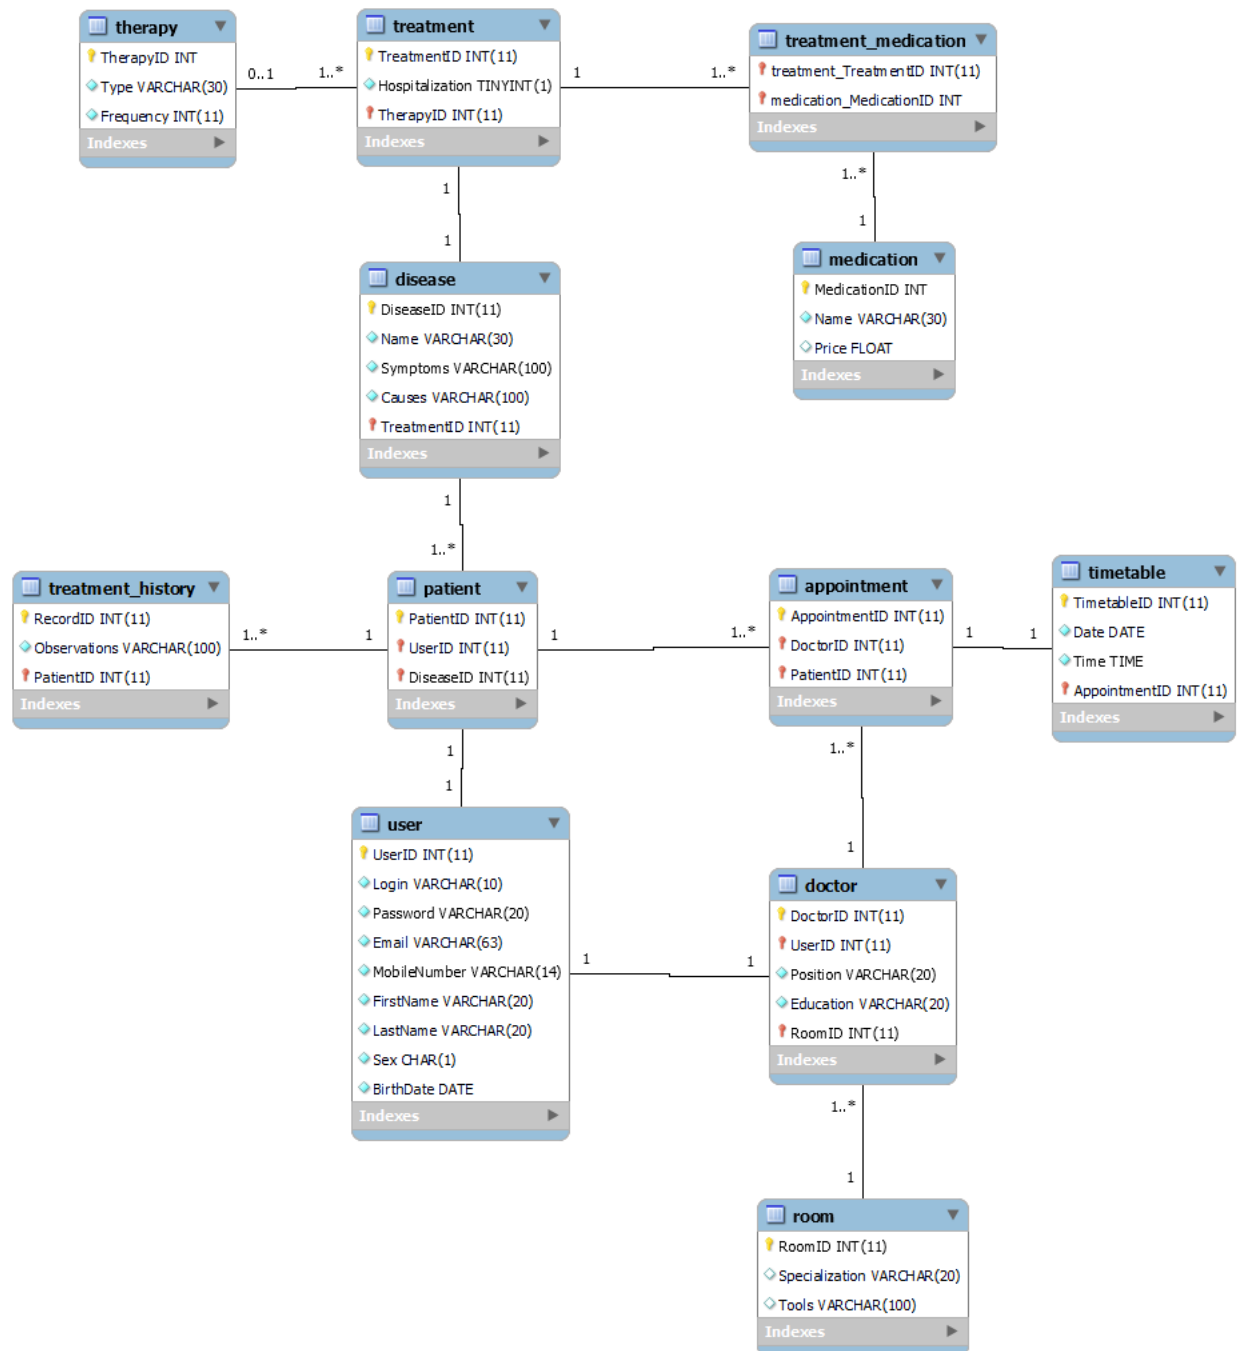 therapy
TherapyID INT
Type VARCHAR(30)
Frequency INT(11)
Indexes
0..1
1..*
treatment
TreatmentID INT(11)
Hospitalization TINYINT(1)
TherapyID INT(11)
Indexes
1
1..*
treatment_medication
treatment_TreatmentID INT(11)
medication_MedicationID INT
Indexes
1..*
1
medication
MedicationID INT
Name VARCHAR(30)
Price FLOAT
Indexes
1
1
disease
DiseaseID INT(11)
Name VARCHAR(30)
Symptoms VARCHAR(100)
Causes VARCHAR(100)
TreatmentID INT(11)
Indexes
1
1..*
treatment_history
RecordID INT(11)
Observations VARCHAR(100)
PatientID INT(11)
Indexes
1..*
1
patient
PatientID INT(11)
UserID INT(11)
DiseaseID INT(11)
Indexes
1
1..*
appointment
AppointmentID INT(11)
DoctorID INT(11)
PatientID INT(11)
Indexes
1
1
timetable
TimetableID INT(11)
Date DATE
Time TIME
AppointmentID INT(11)
Indexes
1
1
user
UserID INT(11)
Login VARCHAR(10)
Password VARCHAR(20)
Email VARCHAR(63)
MobileNumber VARCHAR(14)
FirstName VARCHAR(20)
LastName VARCHAR(20)
Sex CHAR(1)
BirthDate DATE
Indexes
1
1
1..*
1
doctor
DoctorID INT(11)
UserID INT(11)
Position VARCHAR(20)
Education VARCHAR(20)
RoomID INT(11)
Indexes
1..*
1
room
RoomID INT(11)
Specialization VARCHAR(20)
Tools VARCHAR(100)
Indexes